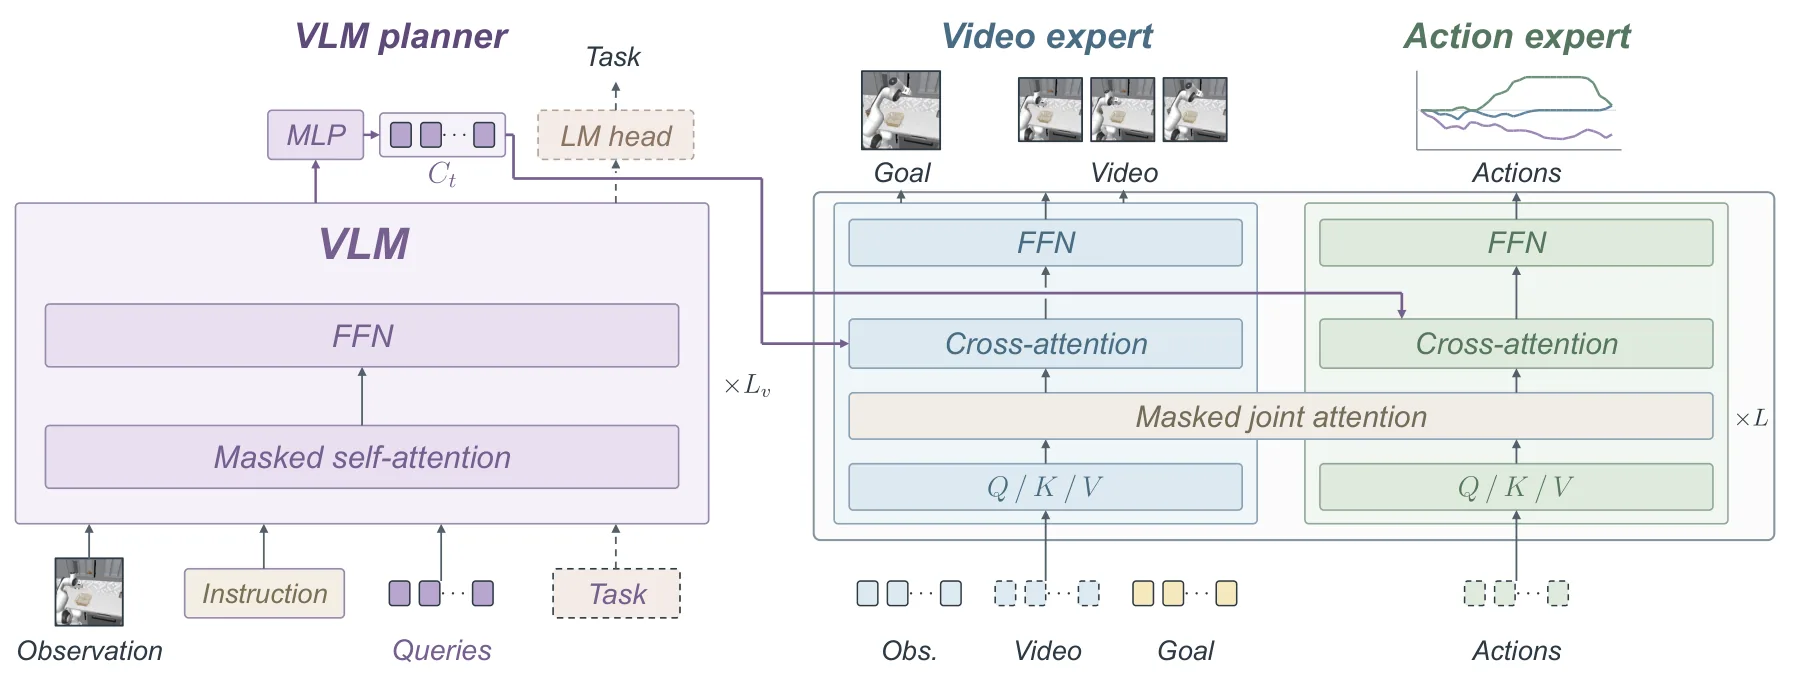 VLM planner
Task
MLP
C_t
LM head
VLM
FFN
Masked self-attention
×L_v
Observation
Instruction
Queries
Task
Video expert
Goal
Video
FFN
Cross-attention
Masked joint attention
Q / K / V
Obs.
Video
Goal
Action expert
Actions
FFN
Cross-attention
Q / K / V
×L
Actions